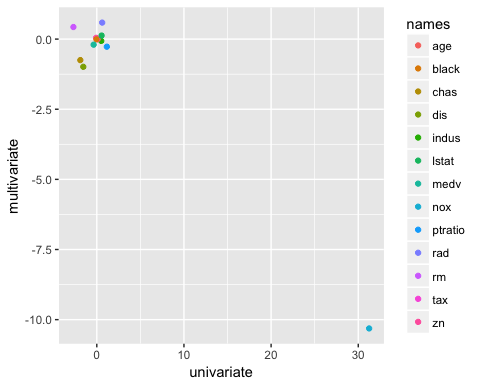 names
age
black
chas
dis
indus
lstat
medv
nox
ptratio
rad
rm
tax
zn
multivariate
0.0
-2.5
-5.0
-7.5
-10.0
0 10 20 30
univariate